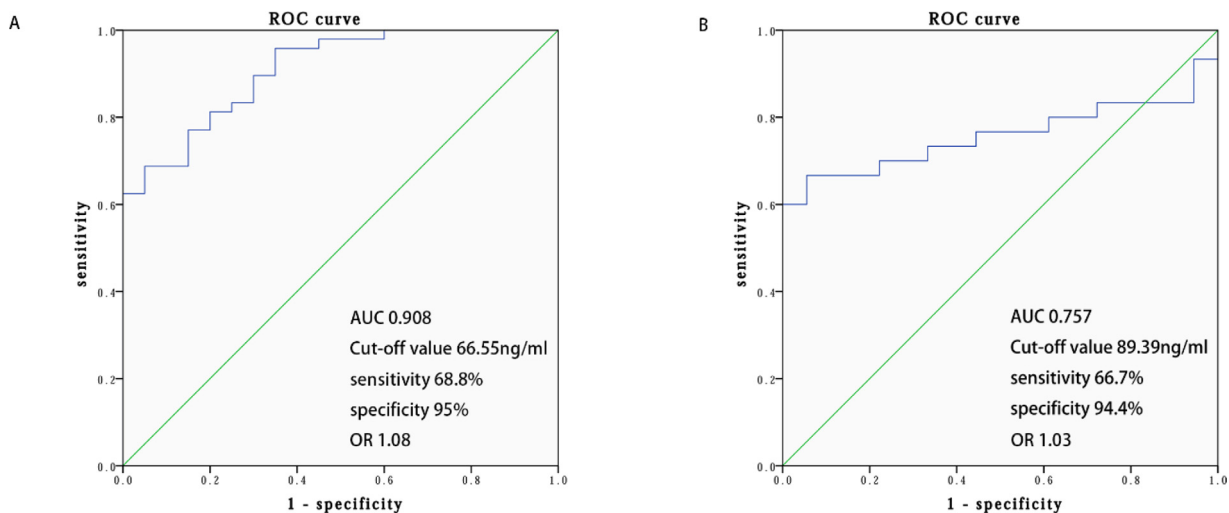 A
ROC curve
1.0
0.8
0.6
0.4
0.2
0.0
sensitivity
AUC 0.908
Cut-off value 66.55ng/ml
sensitivity 68.8%
specificity 95%
OR 1.08
0.0 0.2 0.4 0.6 0.8 1.0
1 - specificity
B
ROC curve
1.0
0.8
0.6
0.4
0.2
0.0
sensitivity
AUC 0.757
Cut-off value 89.39ng/ml
sensitivity 66.7%
specificity 94.4%
OR 1.03
0.0 0.2 0.4 0.6 0.8 1.0
1 - specificity